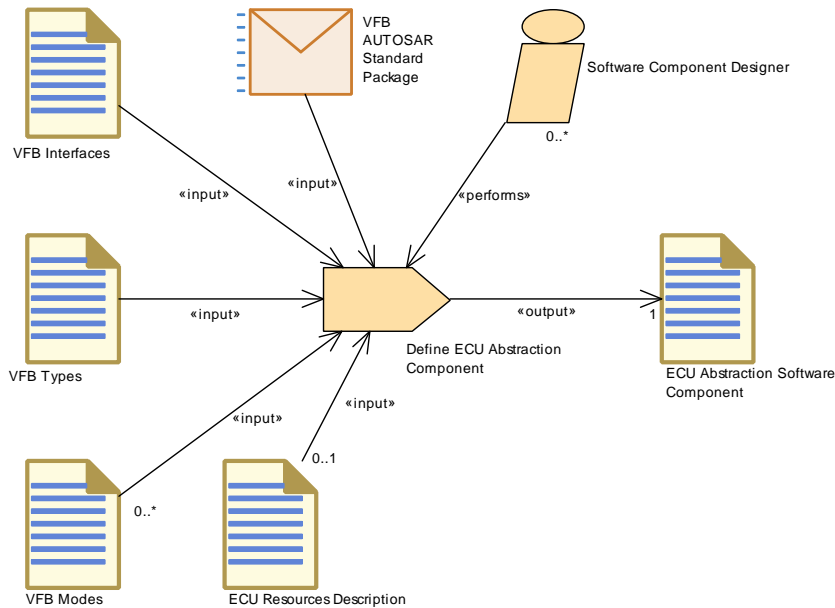 VFB
AUTOSAR
Standard
Package
Software Component Designer
0..*
VFB Interfaces
«input»
«input»
«performs»
«input»
«output»
1
VFB Types
Define ECU Abstraction
Component
ECU Abstraction Software
Component
«input»
«input»
0..*
0..1
VFB Modes
ECU Resources Description